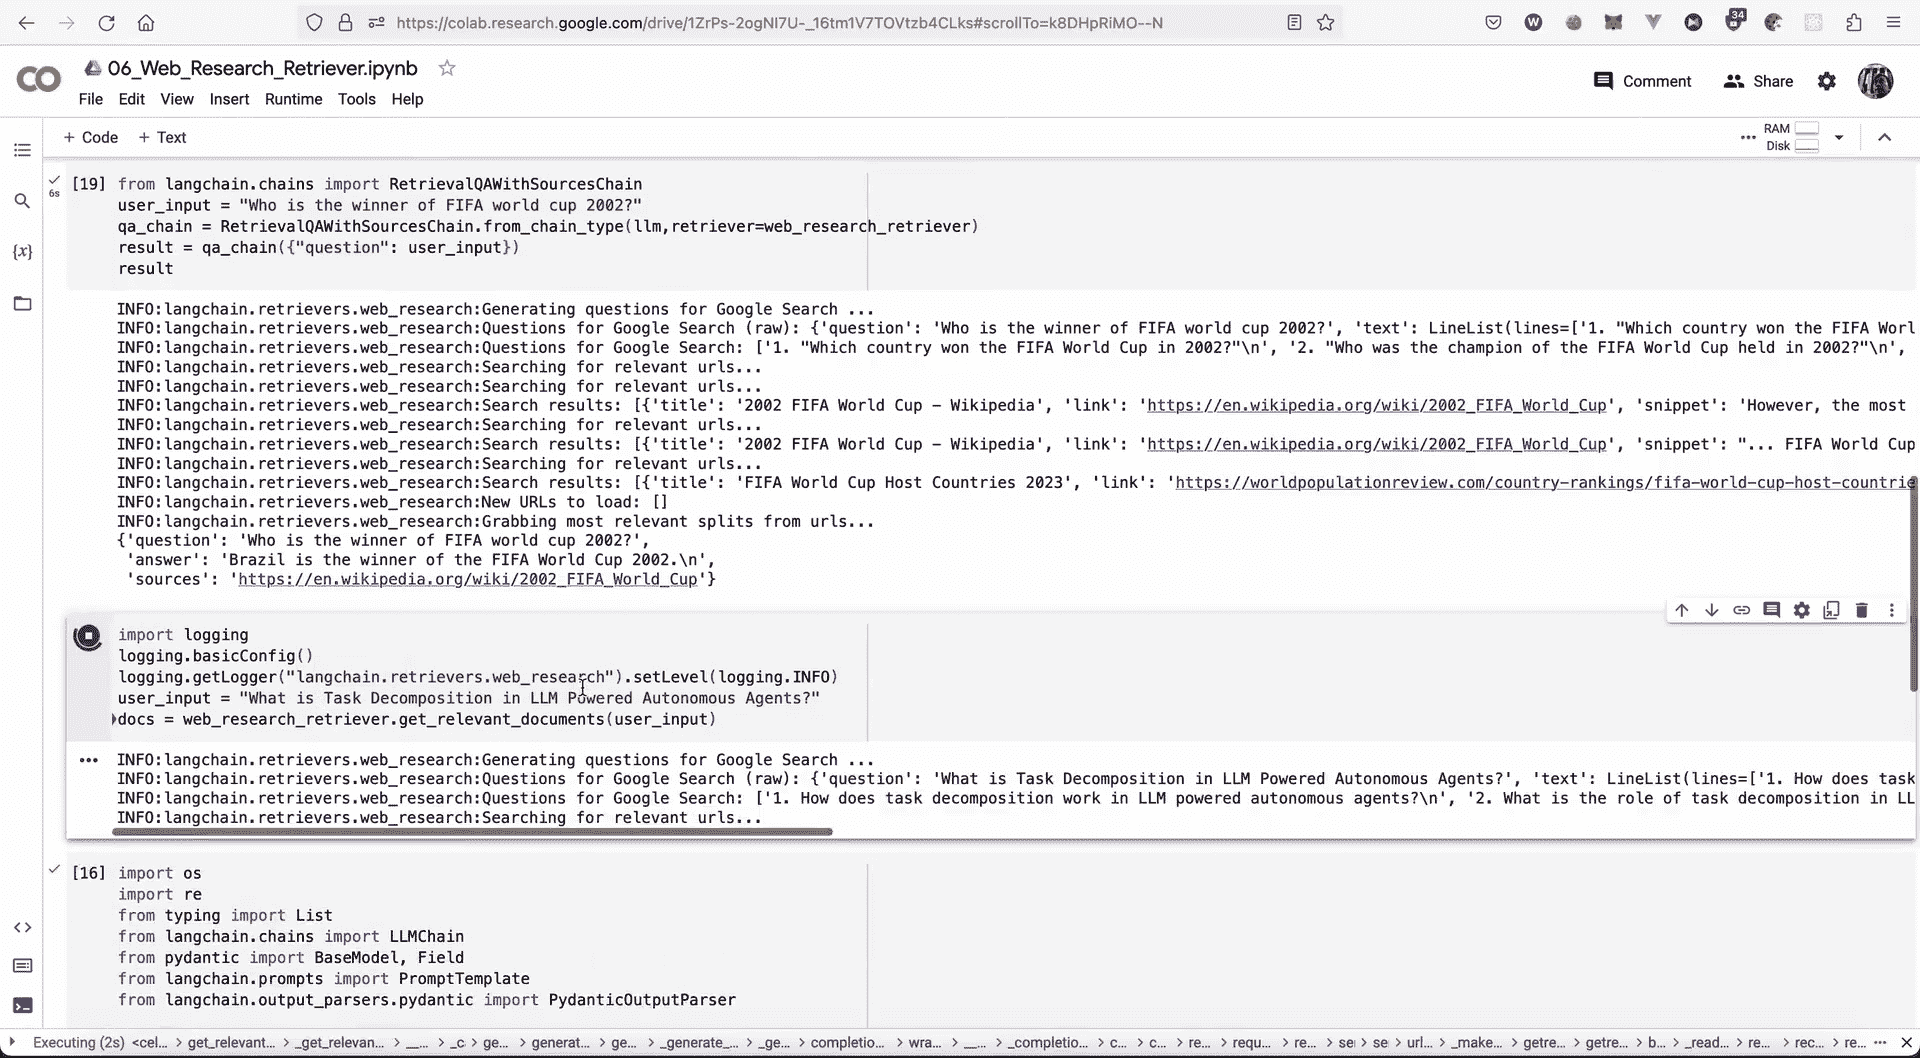 https://colab.research.google.com/drive/1ZrPs-2ogNI7U-_16tm1V7TOVtzb4CLks#scrollTo=k8DHpRiMO--N
34
06_Web_Research_Retriever.ipynb
File Edit View Insert Runtime Tools Help
Comment Share
+ Code + Text
RAM
Disk
[19] from langchain.chains import RetrievalQAWithSourcesChain
6s
user_input = "Who is the winner of FIFA world cup 2002?"
qa_chain = RetrievalQAWithSourcesChain.from_chain_type(llm,retriever=web_research_retriever)
result = qa_chain({"question": user_input})
result
INFO:langchain.retrievers.web_research:Generating questions for Google Search ...
INFO:langchain.retrievers.web_research:Questions for Google Search (raw): {'question': 'Who is the winner of FIFA world cup 2002?', 'text': LineList(lines=['1. "Which country won the FIFA Worl
INFO:langchain.retrievers.web_research:Questions for Google Search: ['1. "Which country won the FIFA World Cup in 2002?"\n', '2. "Who was the champion of the FIFA World Cup held in 2002?"\n',
INFO:langchain.retrievers.web_research:Searching for relevant urls...
INFO:langchain.retrievers.web_research:Searching for relevant urls...
INFO:langchain.retrievers.web_research:Search results: [{'title': '2002 FIFA World Cup - Wikipedia', 'link': 'https://en.wikipedia.org/wiki/2002_FIFA_World_Cup', 'snippet': 'However, the most
INFO:langchain.retrievers.web_research:Searching for relevant urls...
INFO:langchain.retrievers.web_research:Search results: [{'title': '2002 FIFA World Cup - Wikipedia', 'link': 'https://en.wikipedia.org/wiki/2002_FIFA_World_Cup', 'snippet': "... FIFA World Cup
INFO:langchain.retrievers.web_research:Searching for relevant urls...
INFO:langchain.retrievers.web_research:Search results: [{'title': 'FIFA World Cup Host Countries 2023', 'link': 'https://worldpopulationreview.com/country-rankings/fifa-world-cup-host-countrie
INFO:langchain.retrievers.web_research:New URLs to load: []
INFO:langchain.retrievers.web_research:Grabbing most relevant splits from urls...
{'question': 'Who is the winner of FIFA world cup 2002?',
'answer': 'Brazil is the winner of the FIFA World Cup 2002.\n',
'sources': 'https://en.wikipedia.org/wiki/2002_FIFA_World_Cup'}
import logging
logging.basicConfig()
logging.getLogger("langchain.retrievers.web_research").setLevel(logging.INFO)
user_input = "What is Task Decomposition in LLM Powered Autonomous Agents?"
docs = web_research_retriever.get_relevant_documents(user_input)
INFO:langchain.retrievers.web_research:Generating questions for Google Search ...
INFO:langchain.retrievers.web_research:Questions for Google Search (raw): {'question': 'What is Task Decomposition in LLM Powered Autonomous Agents?', 'text': LineList(lines=['1. How does task
INFO:langchain.retrievers.web_research:Questions for Google Search: ['1. How does task decomposition work in LLM powered autonomous agents?\n', '2. What is the role of task decomposition in LL
INFO:langchain.retrievers.web_research:Searching for relevant urls...
[16] import os
import re
from typing import List
from langchain.chains import LLMChain
from pydantic import BaseModel, Field
from langchain.prompts import PromptTemplate
from langchain.output_parsers.pydantic import PydanticOutputParser
Executing (2s) <cel... > get_relevant... > _get_relevan... > __... > _c > ge... > generat... > ge... > _generate_... > _ge... > completio... > wra... > __... > _completio... > c... > c... > re... > requ... > re... > se > se > url... > _make... > getre... > getre... > b... > _read... > re... > rec... > re...